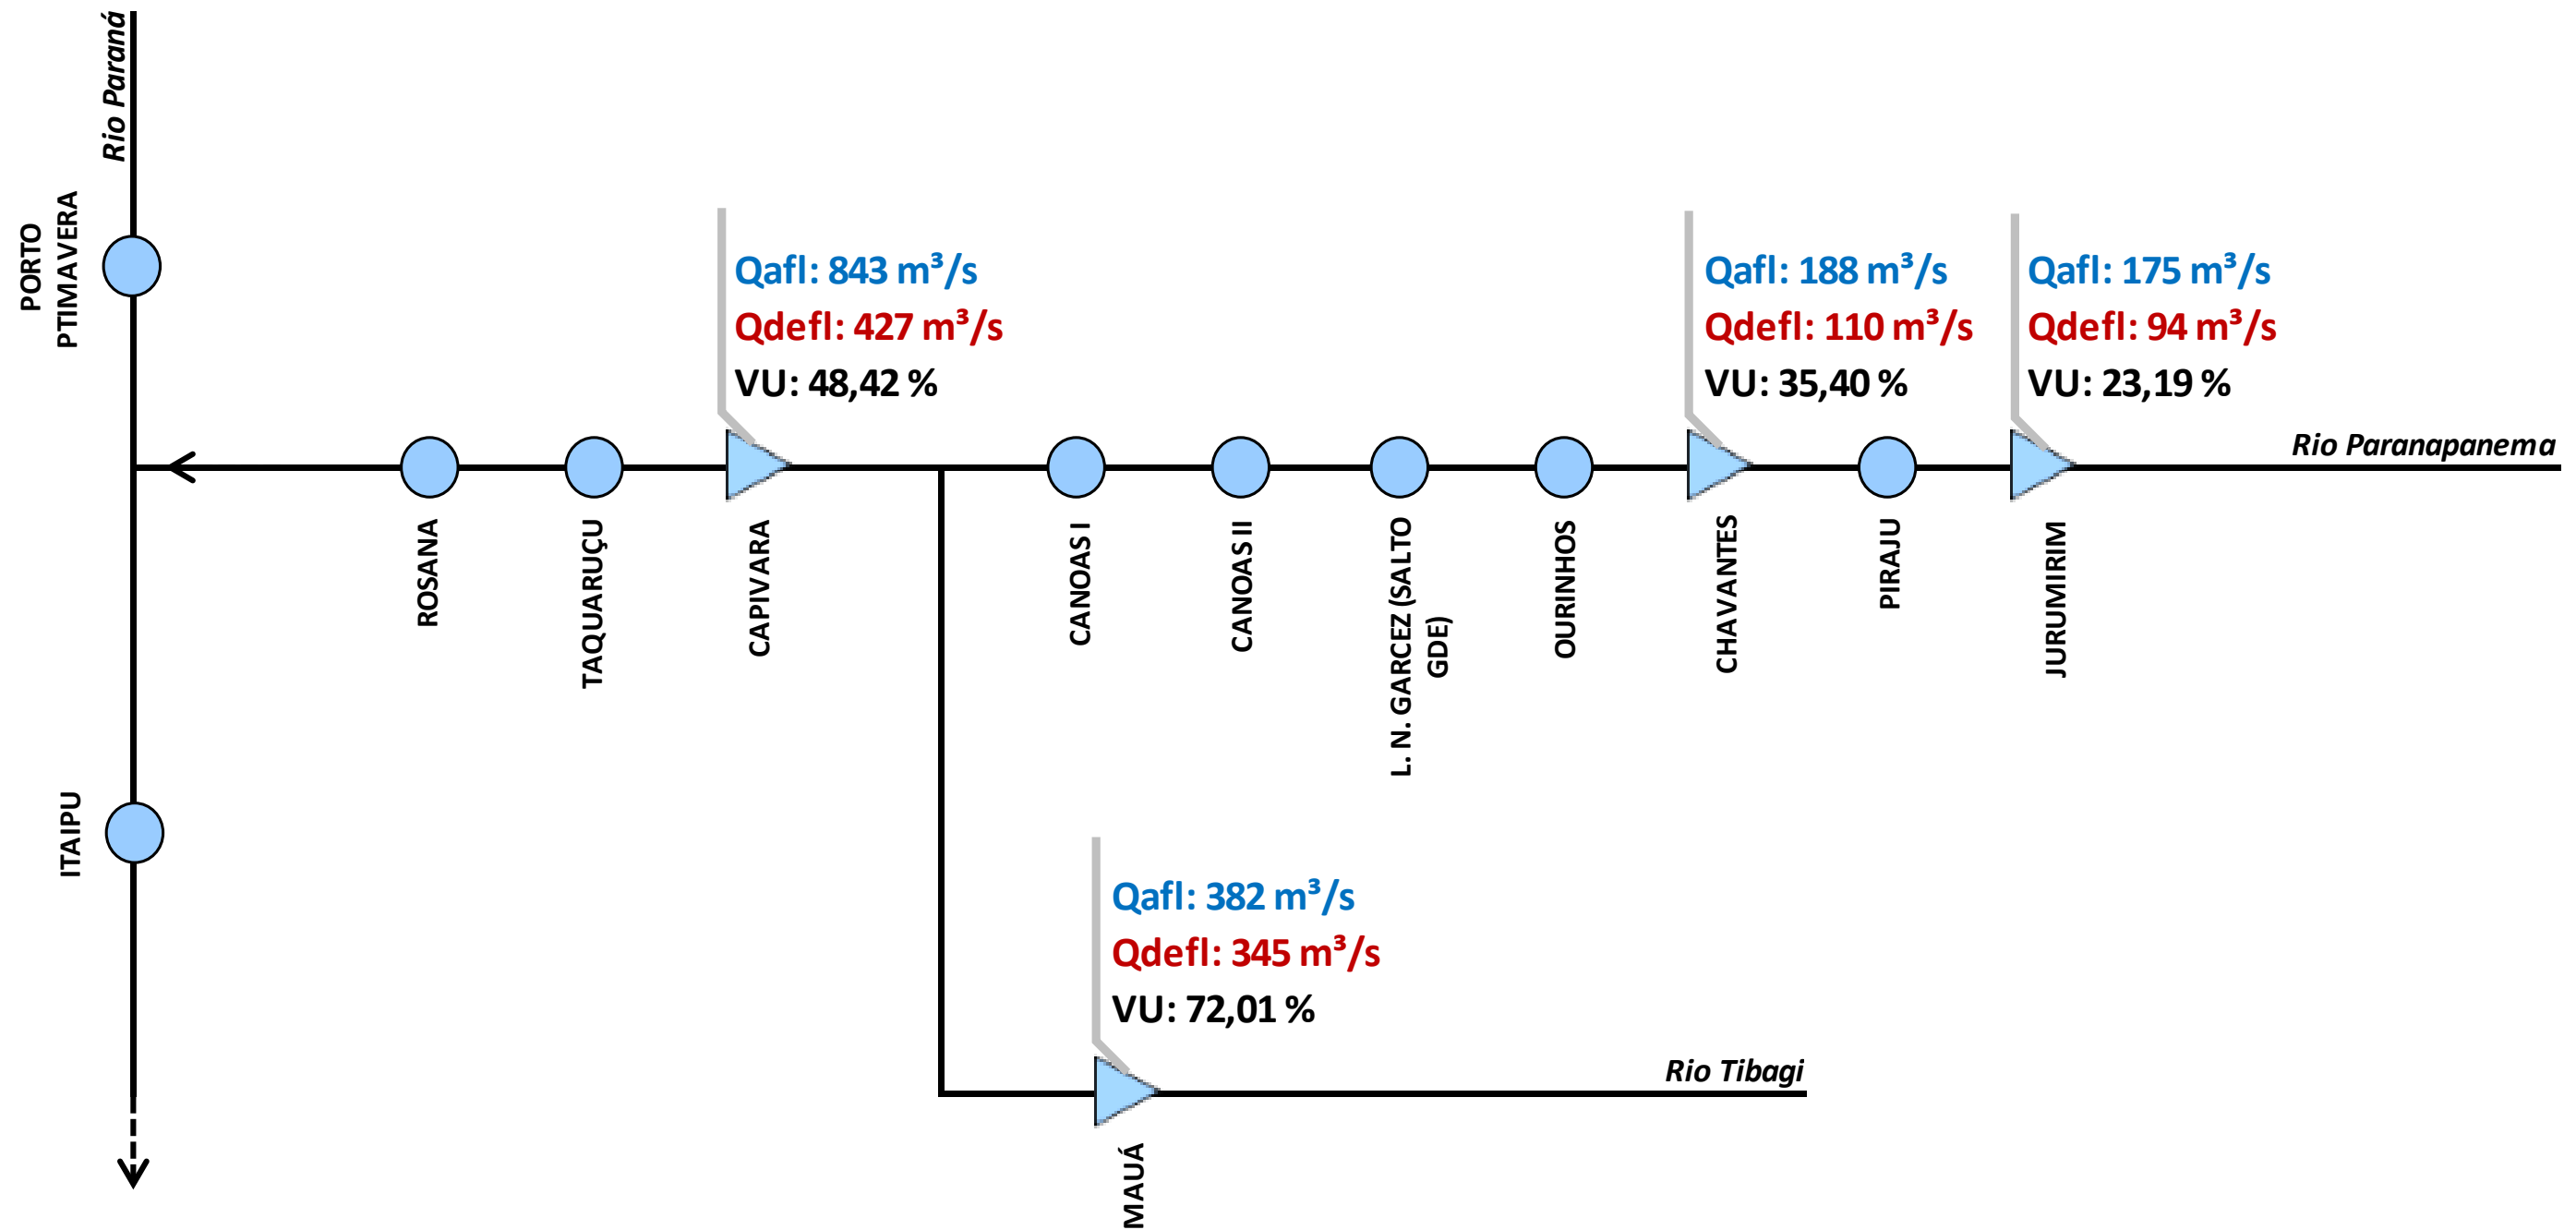 Rio Paraná
PORTO
PTIMAVERA
Qafl: 843 m³/s
Qdefl: 427 m³/s
VU: 48,42 %
Qafl: 188 m³/s
Qdefl: 110 m³/s
VU: 35,40 %
Qafl: 175 m³/s
Qdefl: 94 m³/s
VU: 23,19 %
Rio Paranapanema
ROSANA
TAQUARUÇU
CAPIVARA
CANOAS I
CANOAS II
L. N. GARCEZ (SALTO
GDE)
OURINHOS
CHAVANTES
PIRAJU
JURUMIRIM
ITAIPU
Qafl: 382 m³/s
Qdefl: 345 m³/s
VU: 72,01 %
Rio Tibagi
MAUÁ